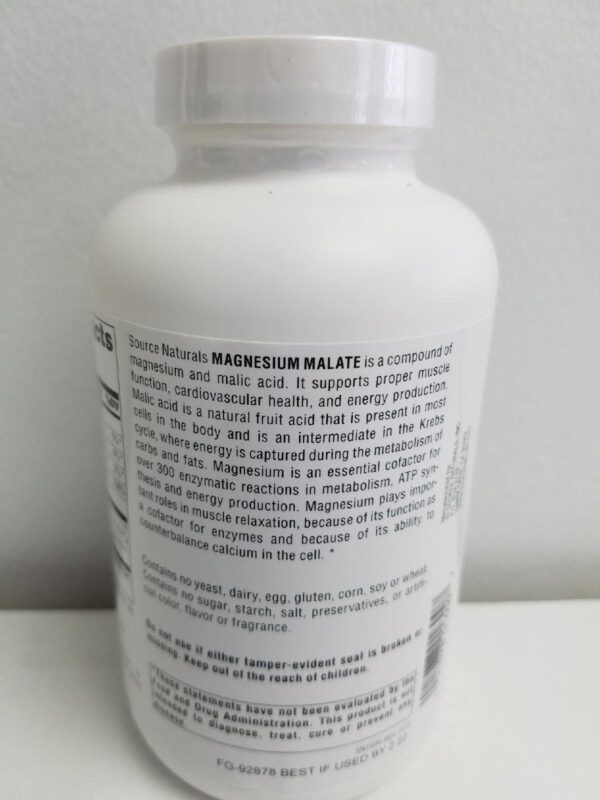 cts
%DV
Source Naturals MAGNESIUM MALATE is a compound of
magnesium and malic acid. It supports proper muscle
function, cardiovascular health, and energy production.
Malic acid is a natural fruit acid that is present in most
cells in the body and is an intermediate in the Krebs
cycle, where energy is captured during the metabolism of
carbs and fats. Magnesium is an essential cofactor for
over 300 enzymatic reactions in metabolism, ATP syn-
thesis and energy production. Magnesium plays impor-
tant roles in muscle relaxation, because of its function as
a cofactor for enzymes and because of its ability to
counterbalance calcium in the cell. *
Contains no yeast, dairy, egg, gluten, corn, soy or wheat.
Contains no sugar, starch, salt, preservatives, or artifi-
cial color, flavor or fragrance.
Do not use if either tamper-evident seal is broken or
missing. Keep out of the reach of children.
*These statements have not been evaluated by the
Food and Drug Administration. This product is not
intended to diagnose, treat, cure or prevent any
disease.
FG-92878 BEST IF USED BY 2 22